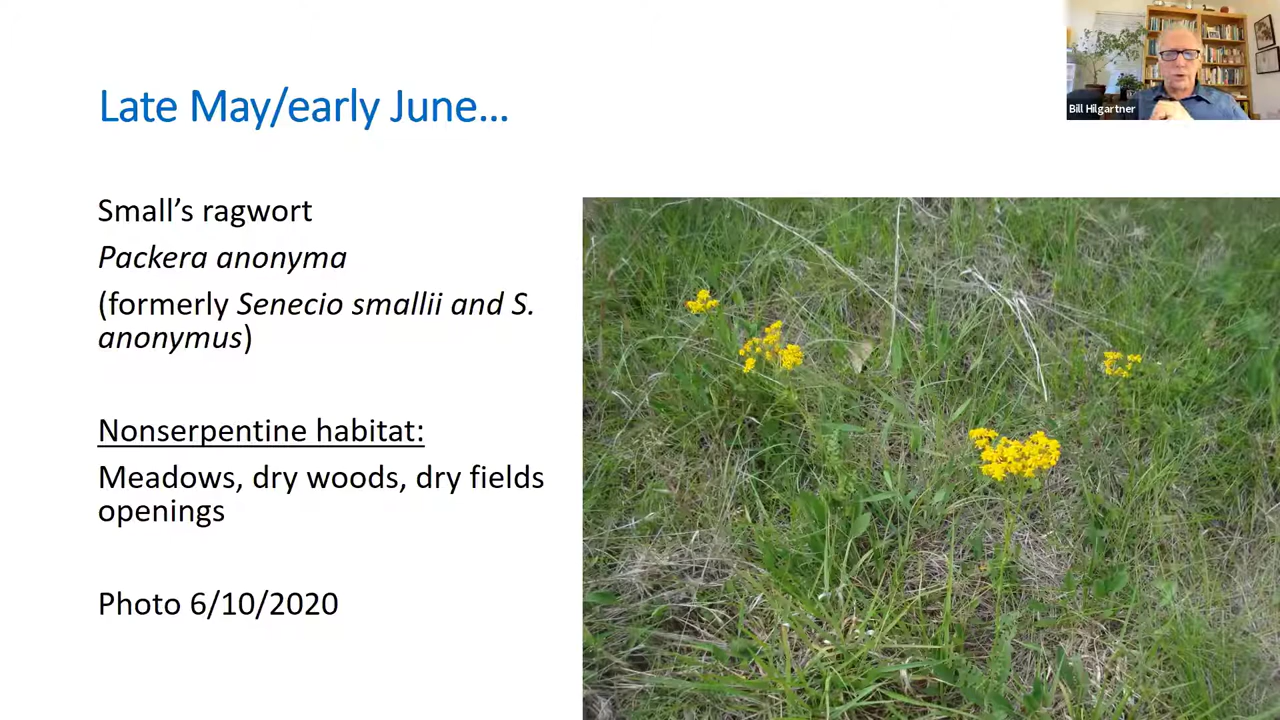 Bill Hilgartner
Late May/early June...
Small's ragwort
Packera anonyma
(formerly Senecio smallii and S.
anonymus)
Nonserpentine habitat:
Meadows, dry woods, dry fields
openings
Photo 6/10/2020